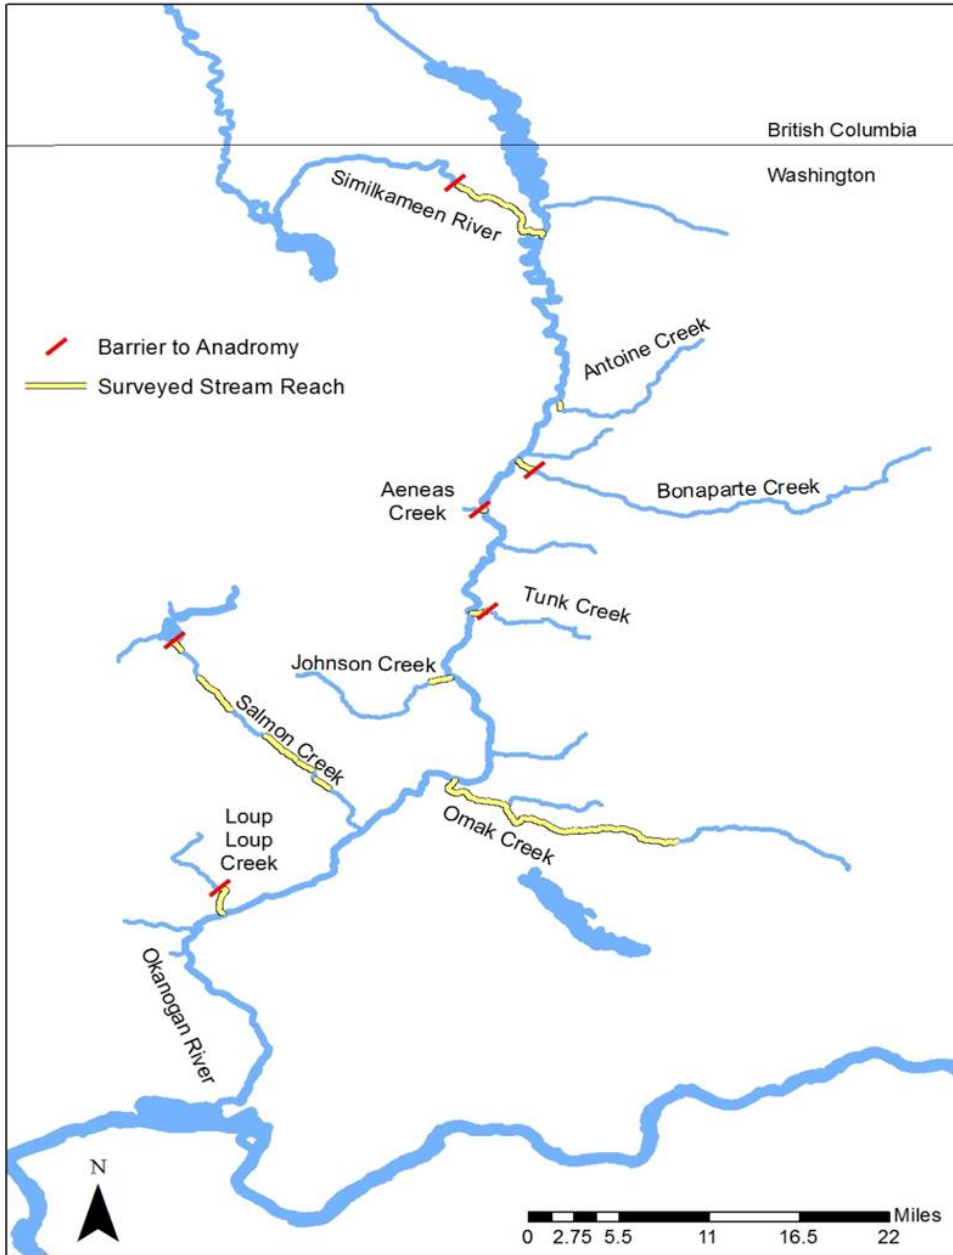 British Columbia
Washington
Similkameen River
Barrier to Anadromy
Surveyed Stream Reach
Antoine Creek
Aeneas
Creek
Bonaparte Creek
Tunk Creek
Johnson Creek
Salmon Creek
Loup
Loup
Creek
Omak Creek
Okanogan River
N
Miles
0 2.75 5.5 11 16.5 22